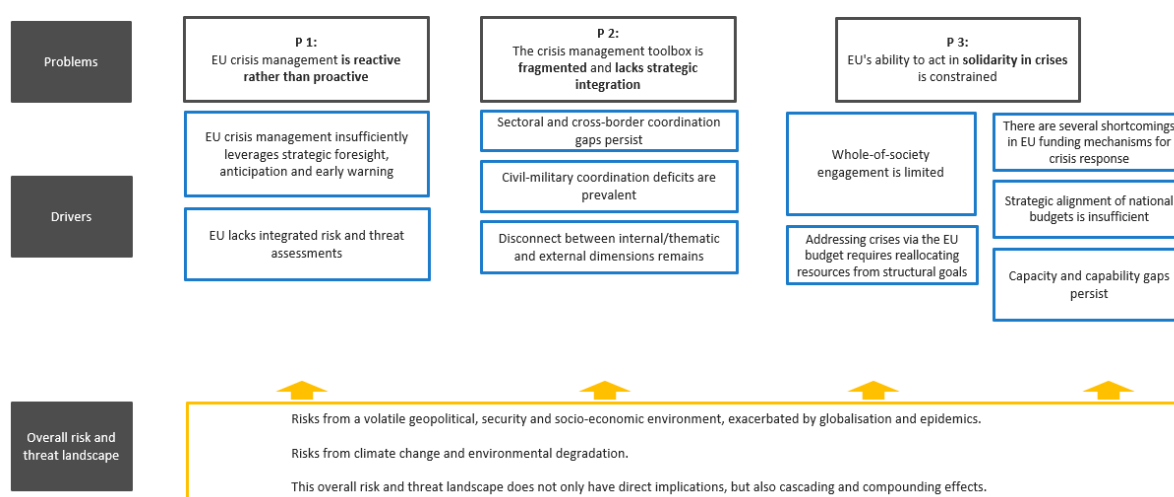 Problems
P 1:
EU crisis management is reactive
rather than proactive
P 2:
The crisis management toolbox is
fragmented and lacks strategic
integration
P 3:
EU's ability to act in solidarity in crises
is constrained
Drivers
EU crisis management insufficiently
leverages strategic foresight,
anticipation and early warning
EU lacks integrated risk and threat
assessments
Sectoral and cross-border coordination
gaps persist
Civil-military coordination deficits are
prevalent
Disconnect between internal/thematic
and external dimensions remains
Whole-of-society
engagement is limited
Addressing crises via the EU
budget requires reallocating
resources from structural goals
There are several shortcomings
in EU funding mechanisms for
crisis response
Strategic alignment of national
budgets is insufficient
Capacity and capability gaps
persist
Overall risk and
threat landscape
Risks from a volatile geopolitical, security and socio-economic environment, exacerbated by globalisation and epidemics.
Risks from climate change and environmental degradation.
This overall risk and threat landscape does not only have direct implications, but also cascading and compounding effects.